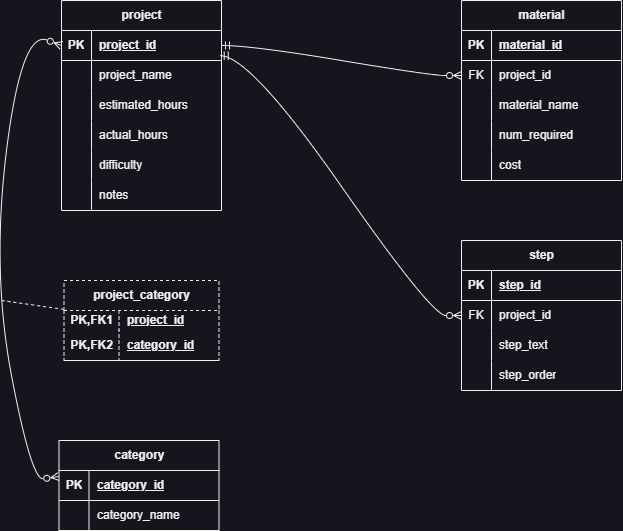 project
PK project_id
project_name
estimated_hours
actual_hours
difficulty
notes
material
PK material_id
FK project_id
material_name
num_required
cost
step
PK step_id
FK project_id
step_text
step_order
project_category
PK,FK1 project_id
PK,FK2 category_id
category
PK category_id
category_name